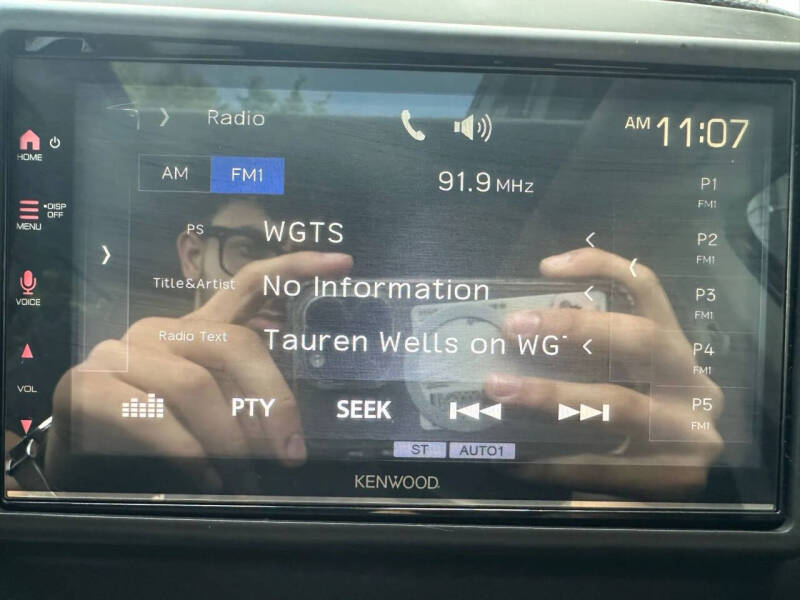 Radio
AM 11:07
HOME
AM FM1
91.9 MHz
P1
FM1
•DISP OFF
MENU
PS WGTS
P2
FM1
Title&Artist No Information
P3
FM1
VOICE
Radio Text Tauren Wells on WG
P4
FM1
VOL
PTY SEEK
P5
FM1
ST AUTO1
KENWOOD